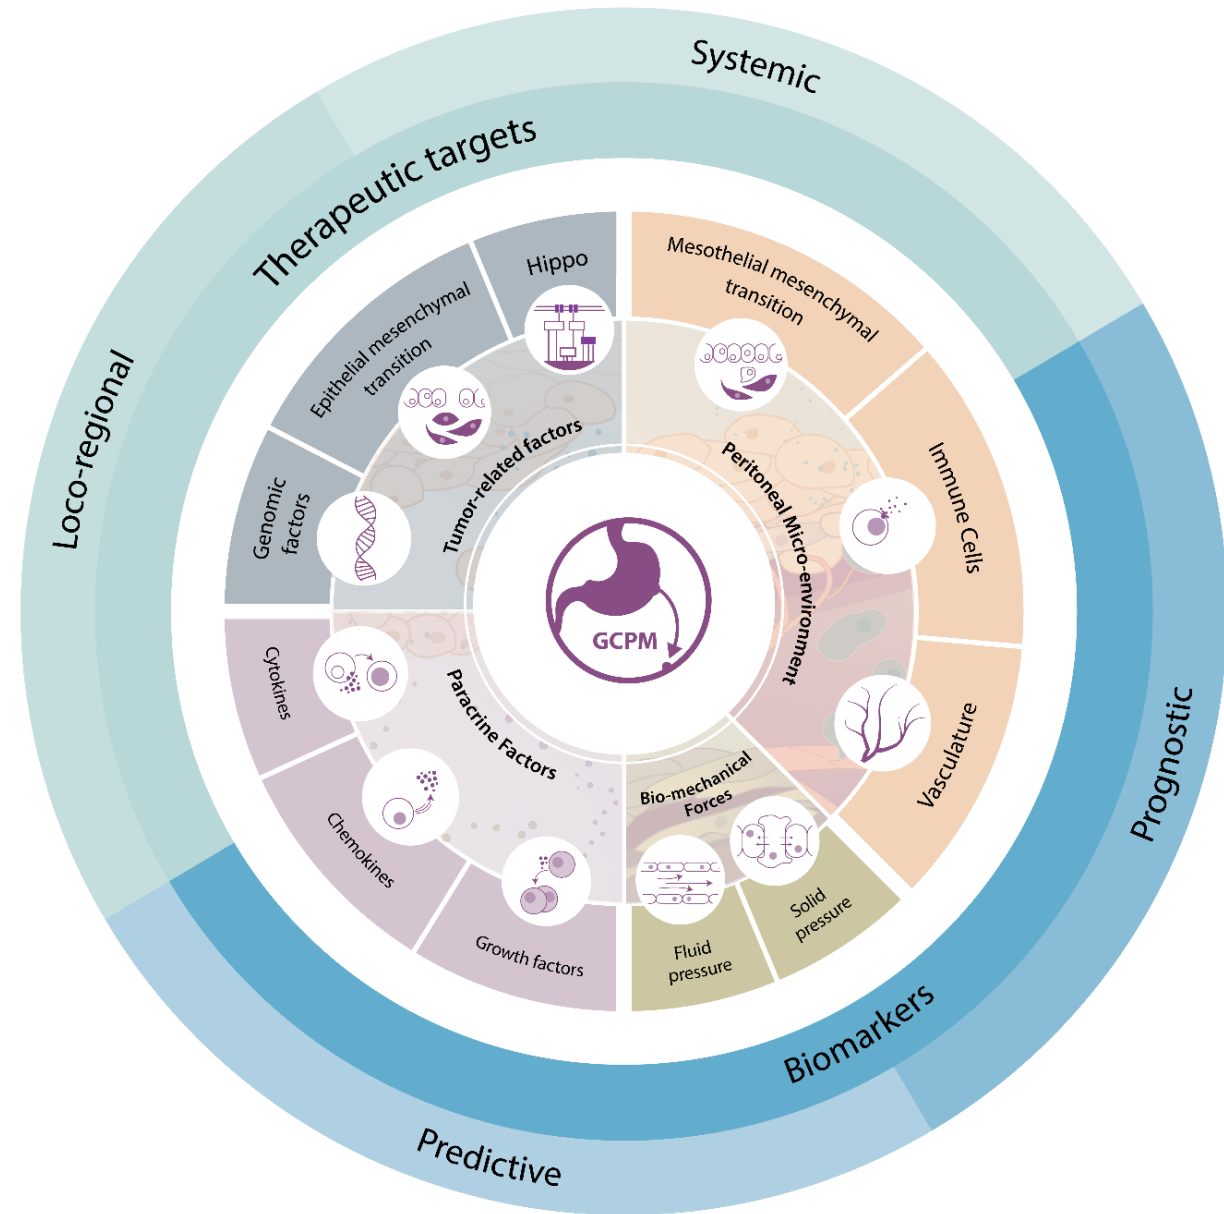 Systemic
Therapeutic targets
Loco-regional
Prognostic
Biomarkers
Predictive
Hippo
Epithelial mesenchymal
transition
Genomic
factors
Tumor-related factors
Mesothelial mesenchymal
transition
Immune Cells
Vasculature
Peritoneal Micro-environment
GCPM
Cytokines
Chemokines
Growth factors
Paracrine Factors
Bio-mechanical
Forces
Solid
pressure
Fluid
pressure